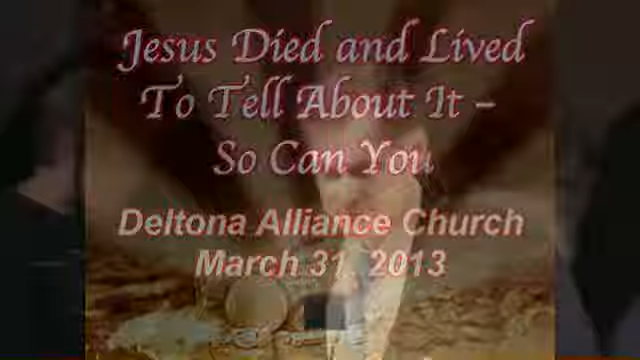 Jesus Died and Lived
To Tell About It –
So Can You
Deltona Alliance Church
March 31, 2013